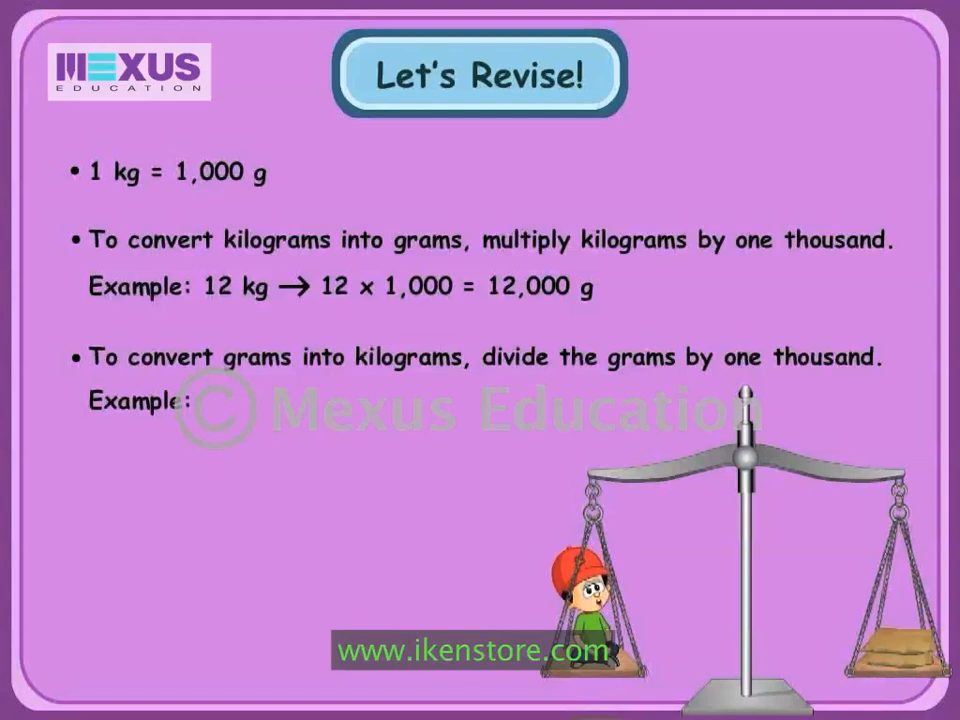 MEXUS
EDUCATION
Let's Revise!
• 1 kg = 1,000 g
• To convert kilograms into grams, multiply kilograms by one thousand.
Example: 12 kg → 12 x 1,000 = 12,000 g
• To convert grams into kilograms, divide the grams by one thousand.
Example:
© Mexus Education
www.ikenstore.com